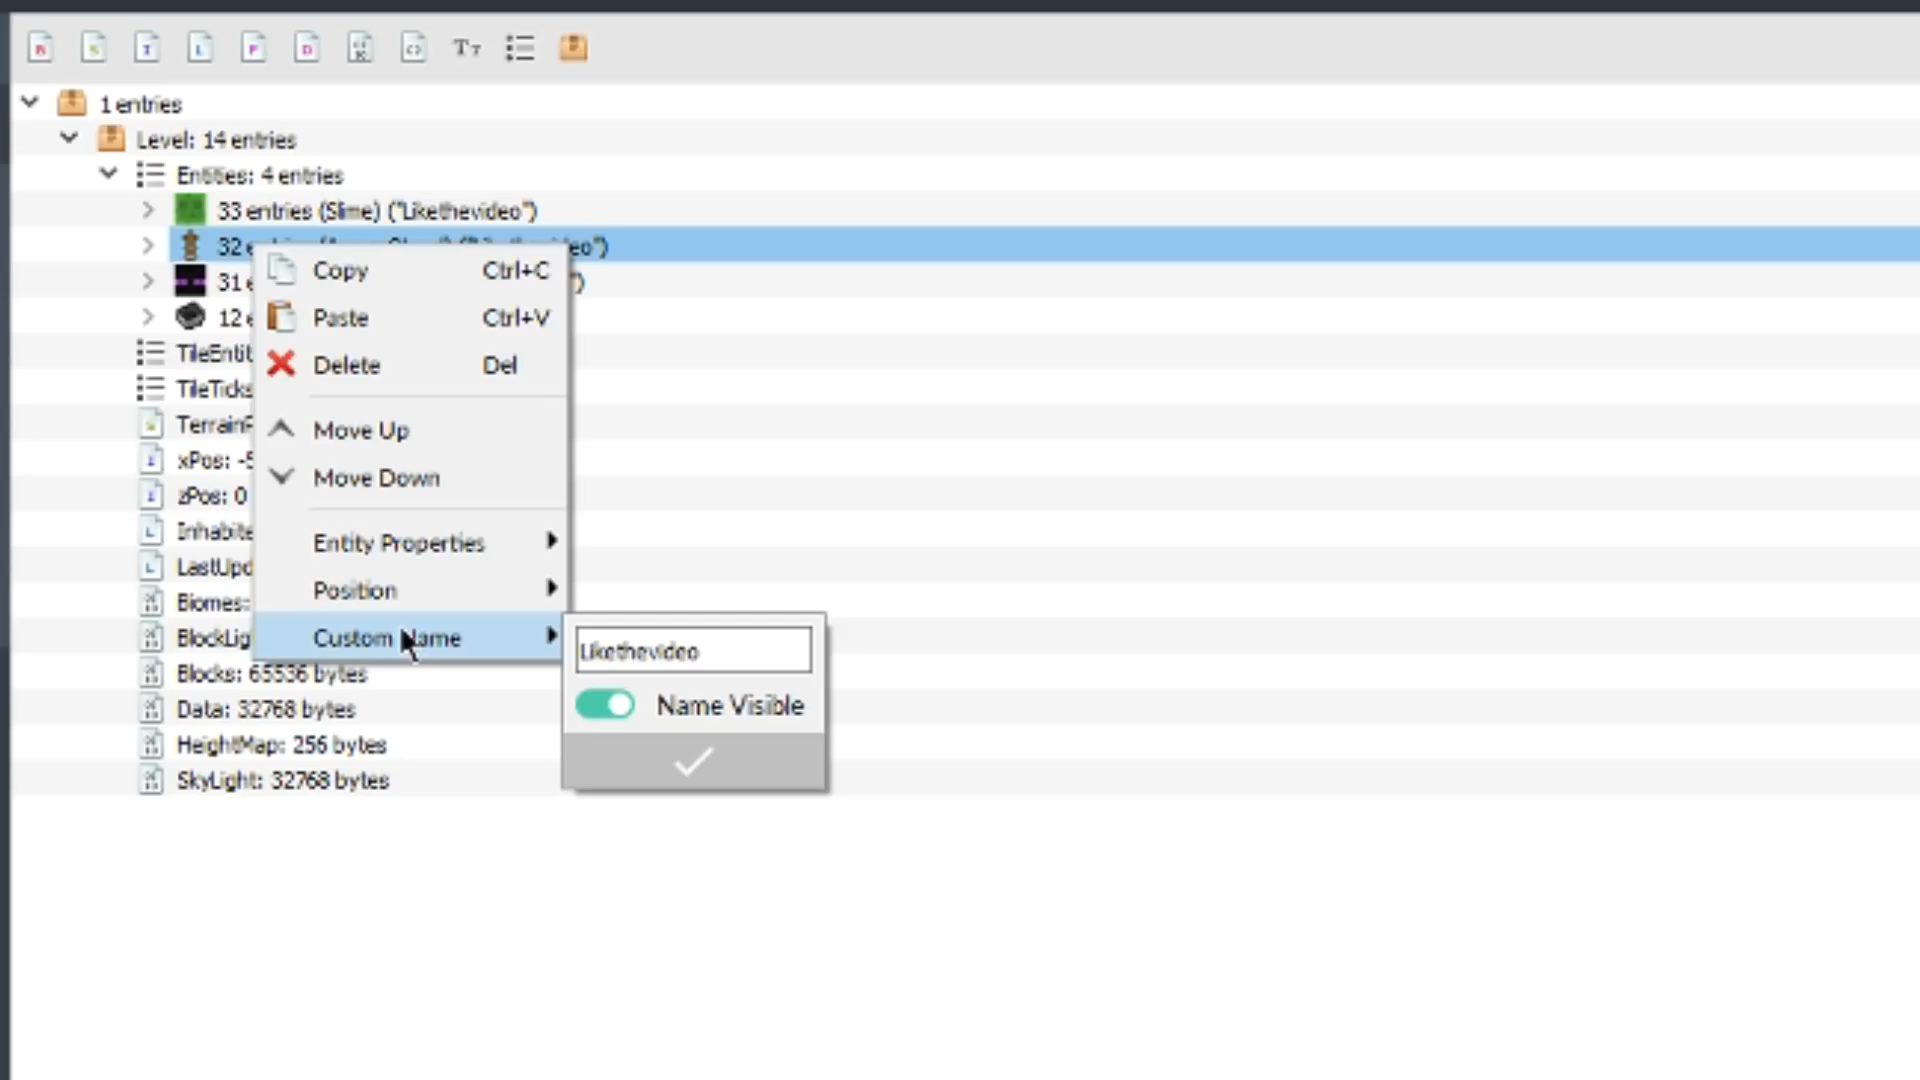 B S I L F D Tт
1 entries
Level: 14 entries
Entities: 4 entries
33 entries (Slime) ("Likethevideo")
32 eo")
31 e ")
12 e
TileEntit
TileTicks
Terrain
xPos: -5
zPos: 0
Inhabite
LastUpd
Biomes:
BlockLig
Blocks: 65536 bytes
Data: 32768 bytes
HeightMap: 256 bytes
SkyLight: 32768 bytes
Copy Ctrl+C
Paste Ctrl+V
Delete Del
Move Up
Move Down
Entity Properties
Position
Custom Name
Likethevideo
Name Visible